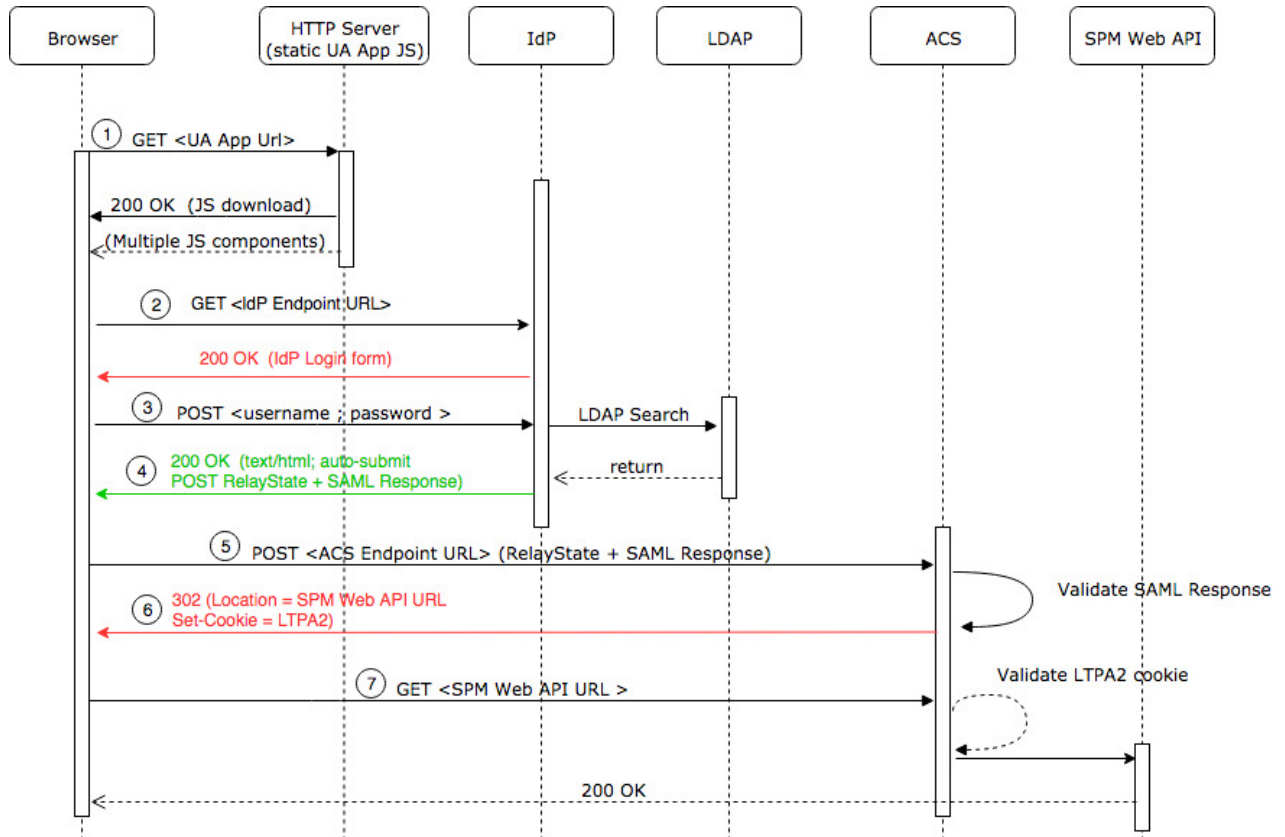 Browser
HTTP Server
(static UA App JS)
IdP
LDAP
ACS
SPM Web API
1
GET <UA App Url>
200 OK (JS download)
(Multiple JS components)
2
GET <IdP Endpoint URL>
200 OK (IdP Login form)
3
POST <username ; password >
LDAP Search
4
200 OK (text/html; auto-submit
POST RelayState + SAML Response)
return
5
POST <ACS Endpoint URL> (RelayState + SAML Response)
Validate SAML Response
6
302 (Location = SPM Web API URL
Set-Cookie = LTPA2)
7
GET <SPM Web API URL >
Validate LTPA2 cookie
200 OK